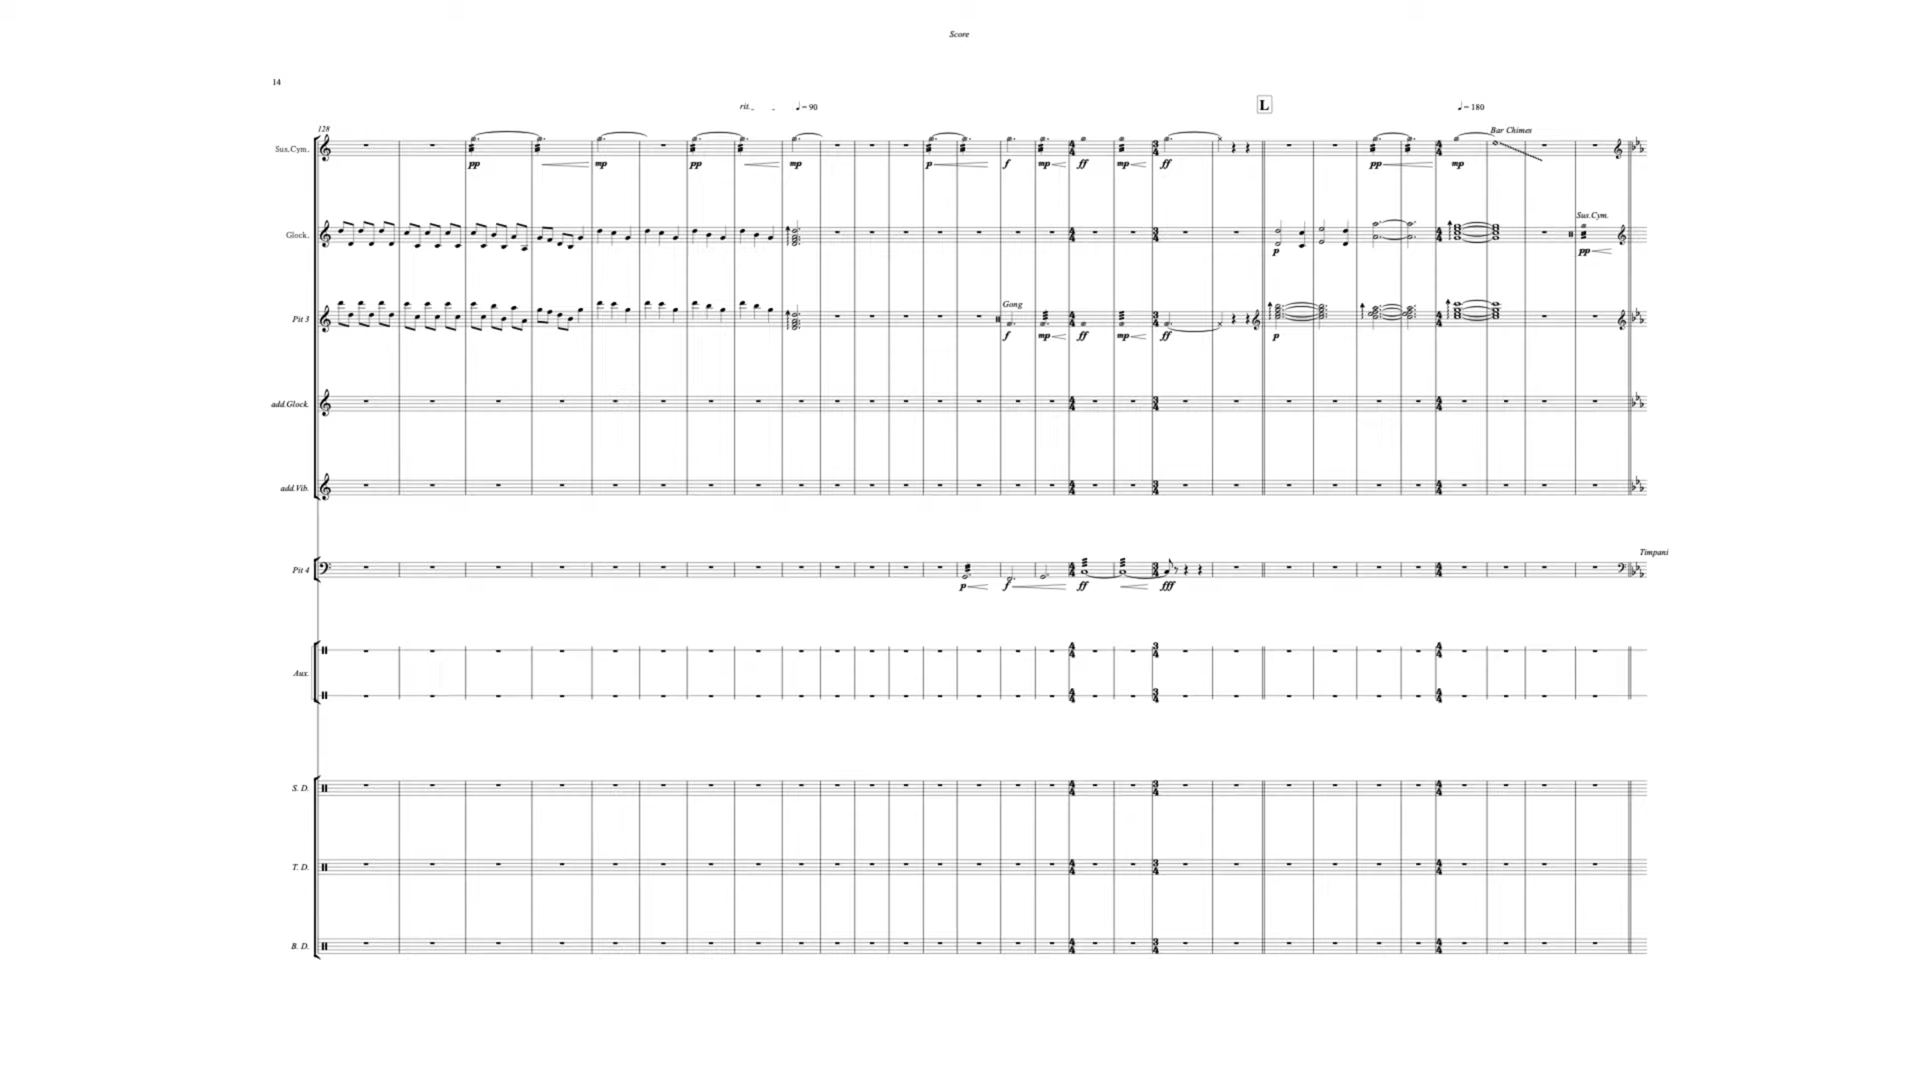 Score
14
rit. ♩= 90 L ♩= 180
128
Bar Chimes
Sus.Cym.
pp mp pp mp p f mp ff mp ff pp mp
Sus.Cym.
Glock.
p pp
Gong
Pit 3
f mp ff mp ff p
add.Glock.
add.Vib.
Timpani
Pit 4
p f ff fff
Aux.
S. D.
T. D.
B. D.